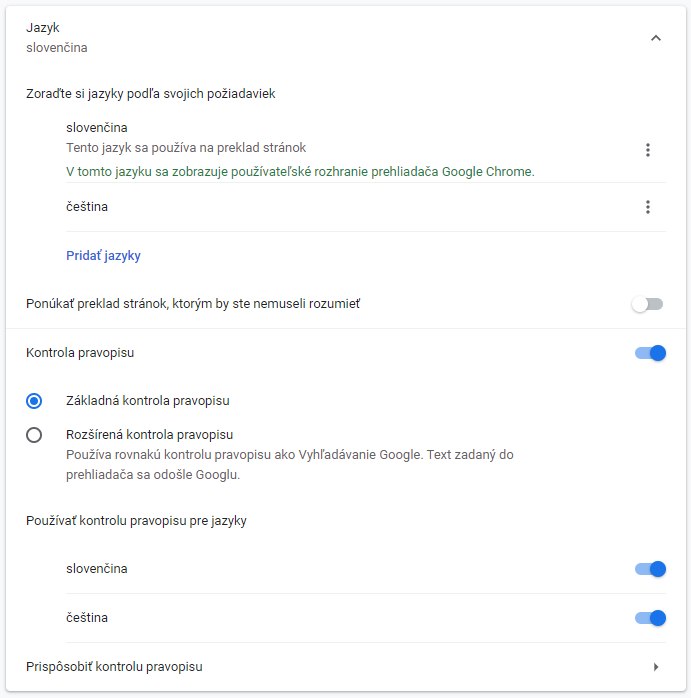 Jazyk
slovenčina
Zoraďte si jazyky podľa svojich požiadaviek
slovenčina
Tento jazyk sa používa na preklad stránok
V tomto jazyku sa zobrazuje používateľské rozhranie prehliadača Google Chrome.
čeština
Pridať jazyky
Ponúkať preklad stránok, ktorým by ste nemuseli rozumieť
Kontrola pravopisu
Základná kontrola pravopisu
Rozšírená kontrola pravopisu
Používa rovnakú kontrolu pravopisu ako Vyhľadávanie Google. Text zadaný do
prehliadača sa odošle Googlu.
Používať kontrolu pravopisu pre jazyky
slovenčina
čeština
Prispôsobiť kontrolu pravopisu